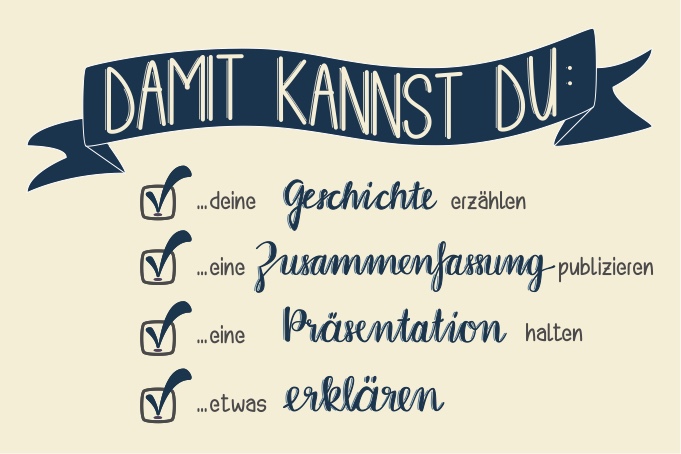 DAMIT KANNST DU:
...deine Geschichte erzählen
...eine Zusammenfassung publizieren
...eine Präsentation halten
...etwas erklären